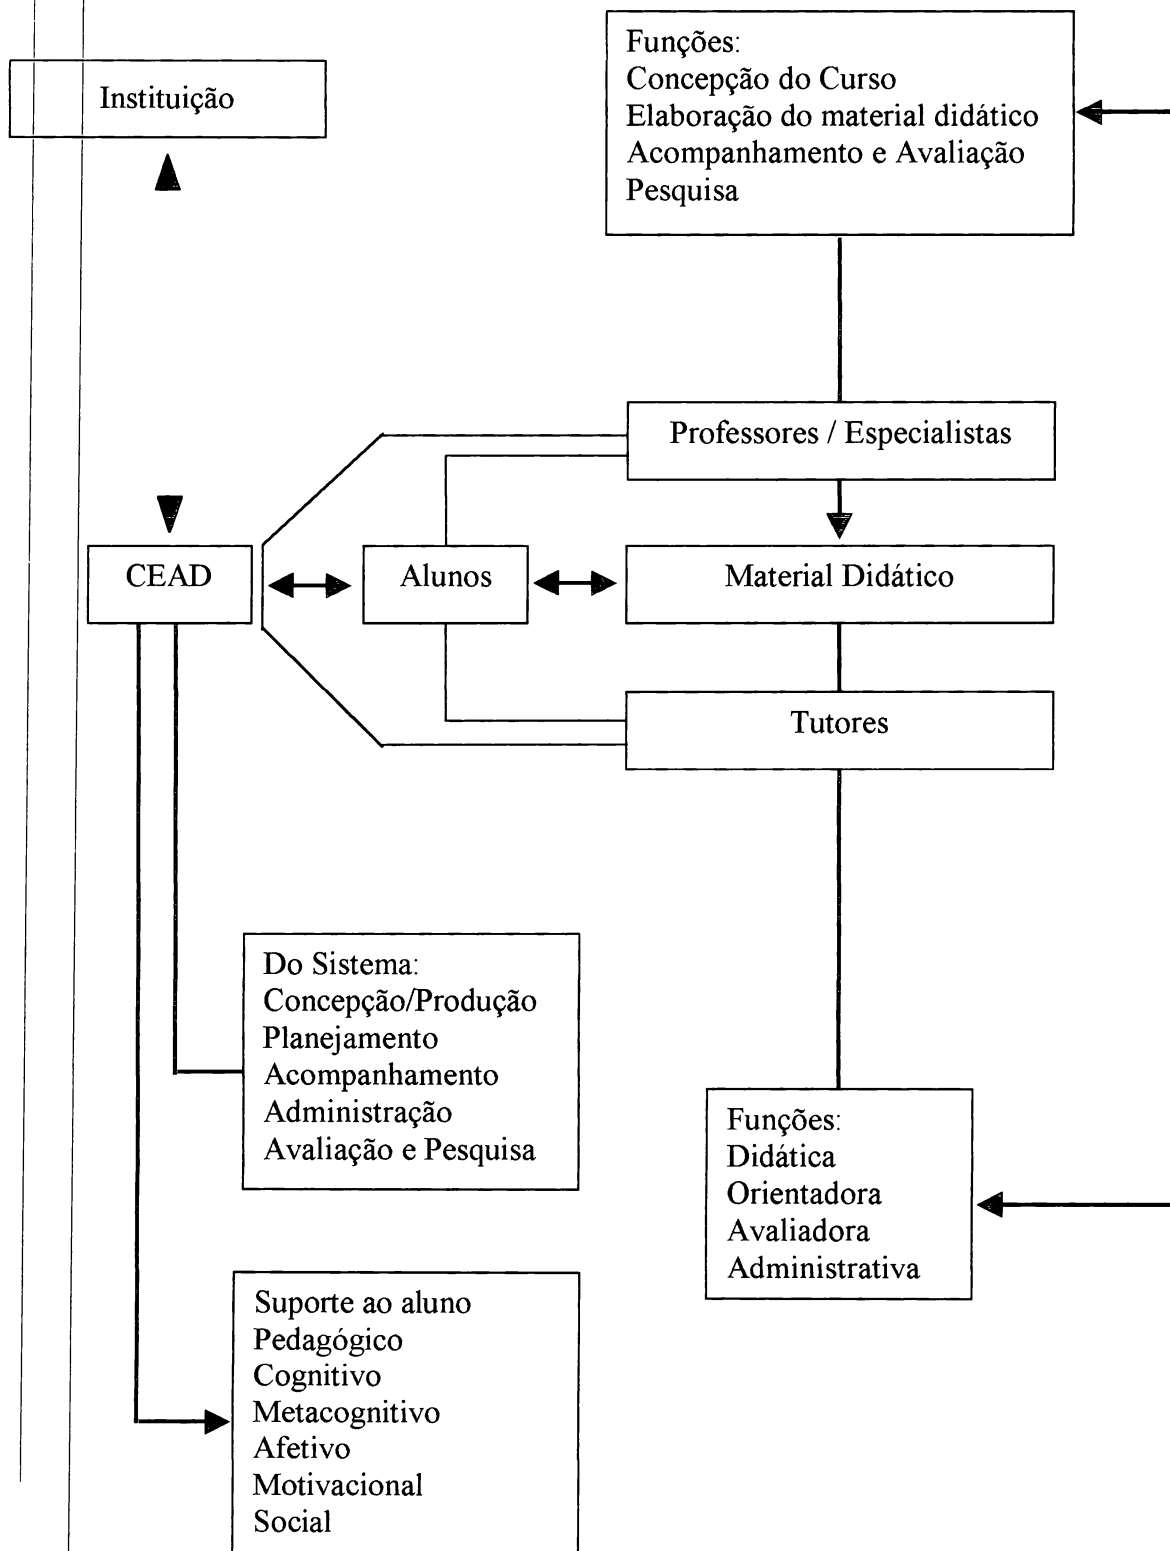 Instituição
Funções:
Concepção do Curso
Elaboração do material didático
Acompanhamento e Avaliação
Pesquisa
Professores / Especialistas
CEAD
Alunos
Material Didático
Tutores
Do Sistema:
Concepção/Produção
Planejamento
Acompanhamento
Administração
Avaliação e Pesquisa
Funções:
Didática
Orientadora
Avaliadora
Administrativa
Suporte ao aluno
Pedagógico
Cognitivo
Metacognitivo
Afetivo
Motivacional
Social